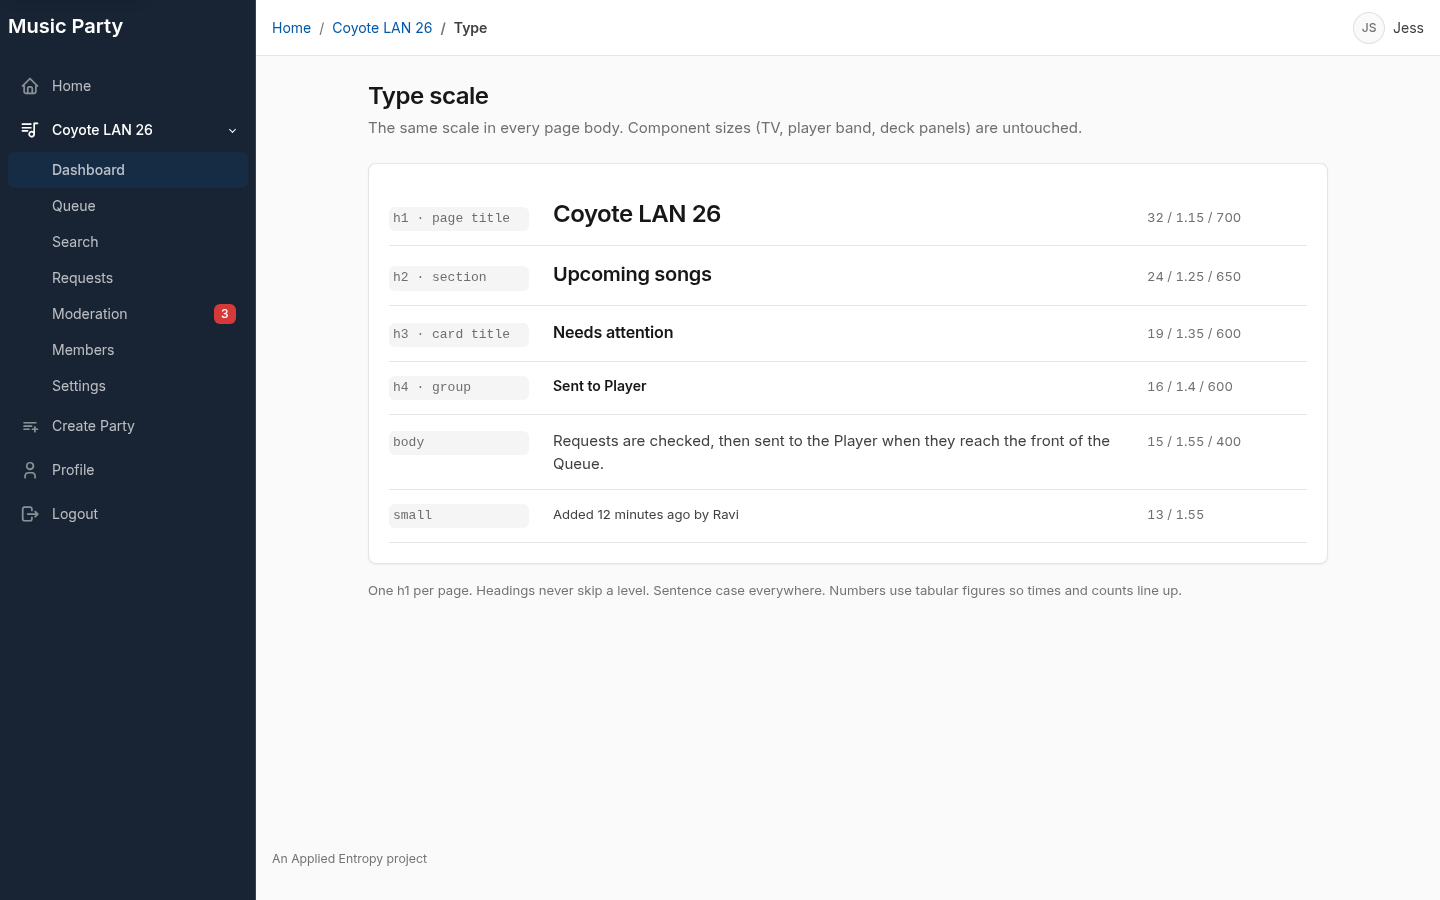 Music Party
Home
Coyote LAN 26
Dashboard
Queue
Search
Requests
Moderation 3
Members
Settings
Create Party
Profile
Logout
Home / Coyote LAN 26 / Type
JS Jess
Type scale
The same scale in every page body. Component sizes (TV, player band, deck panels) are untouched.
h1 · page title Coyote LAN 26 32 / 1.15 / 700
h2 · section Upcoming songs 24 / 1.25 / 650
h3 · card title Needs attention 19 / 1.35 / 600
h4 · group Sent to Player 16 / 1.4 / 600
body Requests are checked, then sent to the Player when they reach the front of the 15 / 1.55 / 400
Queue.
small Added 12 minutes ago by Ravi 13 / 1.55
One h1 per page. Headings never skip a level. Sentence case everywhere. Numbers use tabular figures so times and counts line up.
An Applied Entropy project